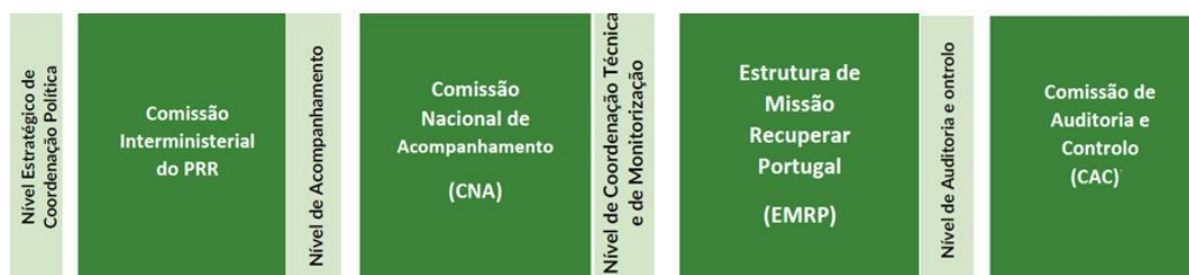 Nível Estratégico de
Coordenação Política
Comissão
Interministerial
do PRR
Nível de Acompanhamento
Comissão
Nacional de
Acompanhamento
(CNA)
Nível de Coordenação Técnica
e de Monitorização
Estrutura de
Missão
Recuperar
Portugal
(EMRP)
Nível de Auditoria e ontrolo
Comissão de
Auditoria e
Controlo
(CAC)